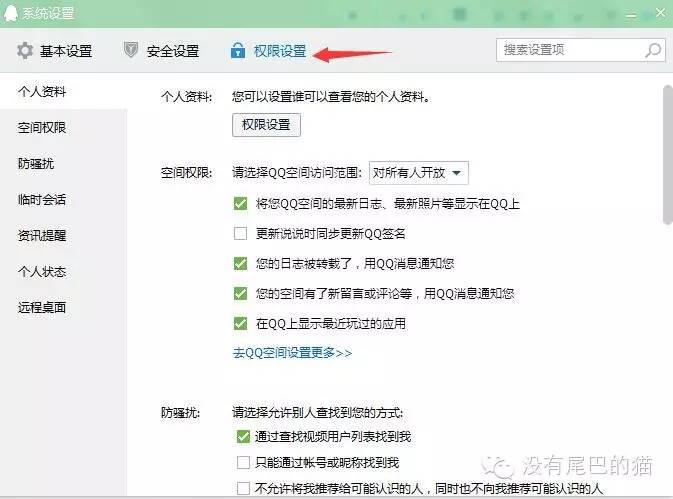 系统设置
基本设置 安全设置 权限设置 搜索设置项
个人资料
空间权限
防骚扰
临时会话
资讯提醒
个人状态
远程桌面
个人资料: 您可以设置谁可以查看您的个人资料。
权限设置
空间权限: 请选择QQ空间访问范围: 对所有人开放
将您QQ空间的最新日志、最新照片等显示在QQ上
更新说说时同步更新QQ签名
您的日志被转载了，用QQ消息通知您
您的空间有了新留言或评论等，用QQ消息通知您
在QQ上显示最近玩过的应用
去QQ空间设置更多>>
防骚扰: 请选择允许别人查找到您的方式:
通过查找视频用户列表找到我
只能通过帐号或昵称找到我
不允许将我推荐给可能认识的人，同时也不向我推荐可能认识的人
没有尾巴的猫